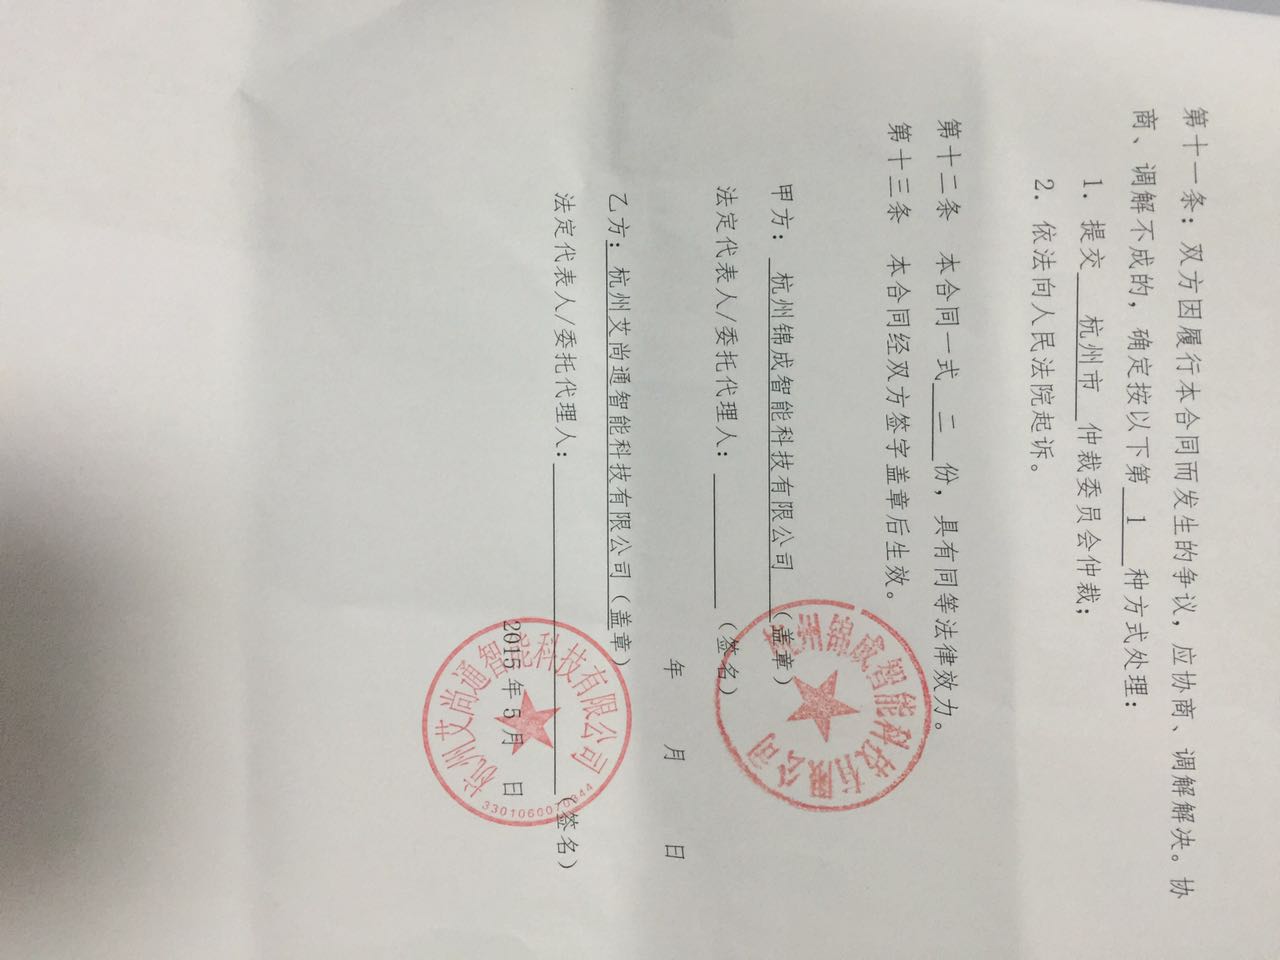 第十一条：双方因履行本合同而发生的争议，应协商、调解解决。协
商、调解不成的，确定按以下第 1 种方式处理：
1. 提交 杭州市 仲裁委员会仲裁；
2. 依法向人民法院起诉。
第十二条 本合同一式 二 份，具有同等法律效力。
第十三条 本合同经双方签字盖章后生效。
甲方： 杭州锦成智能科技有限公司 （盖章）
法定代表人/委托代理人： （签名）
杭州锦成智能科技有限公司
年 月 日
乙方：杭州艾尚通智能科技有限公司（盖章）
法定代表人/委托代理人： （签名）
2015 年 5 月 日
杭州艾尚通智能科技有限公司